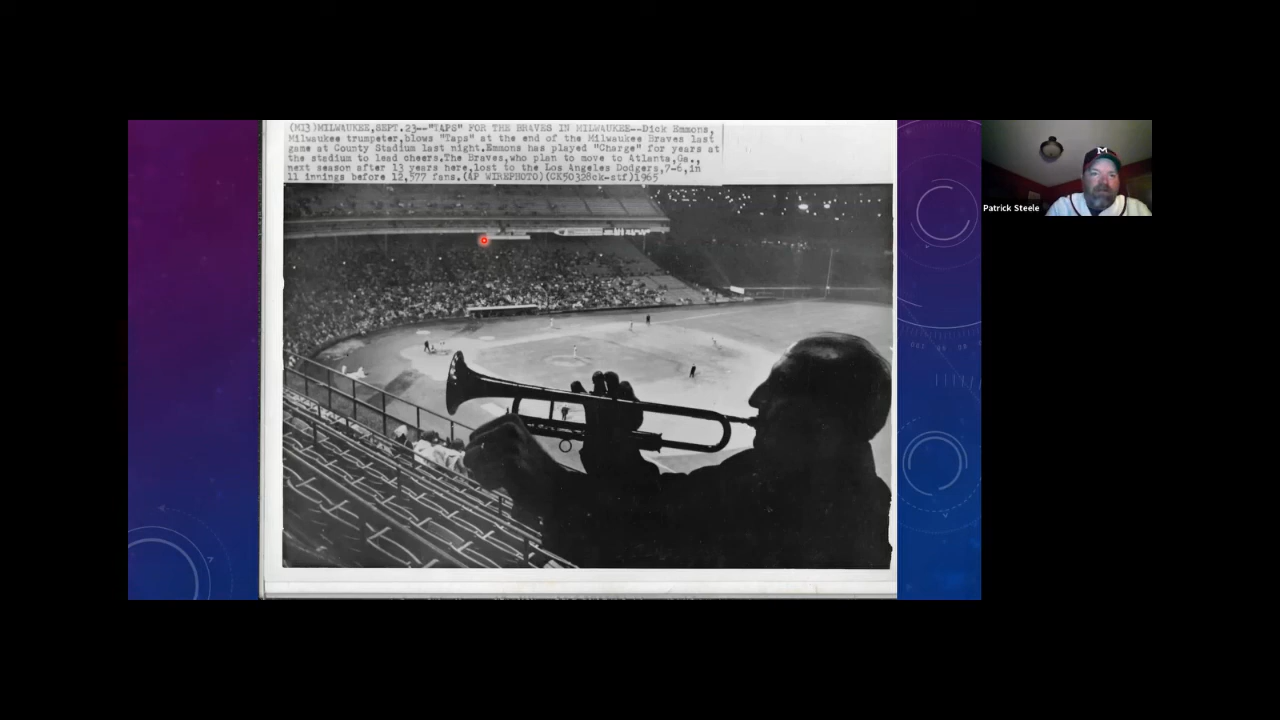 (M13)MILWAUKEE,SEPT.23--"TAPS" FOR THE BRAVES IN MILWAUKEE--Dick Emmons,
Milwaukee trumpeter,blows "Taps" at the end of the Milwaukee Braves last
game at County Stadium last night.Emmons has played "Charge" for years at
the stadium to lead cheers.The Braves,who plan to move to Atlanta,Ga.,
next season after 13 years here,lost to the Los Angeles Dodgers,7-6,in
11 innings before 12,577 fans.(AP WIREPHOTO)(CK50328ck-stf)1965
M
Patrick Steele